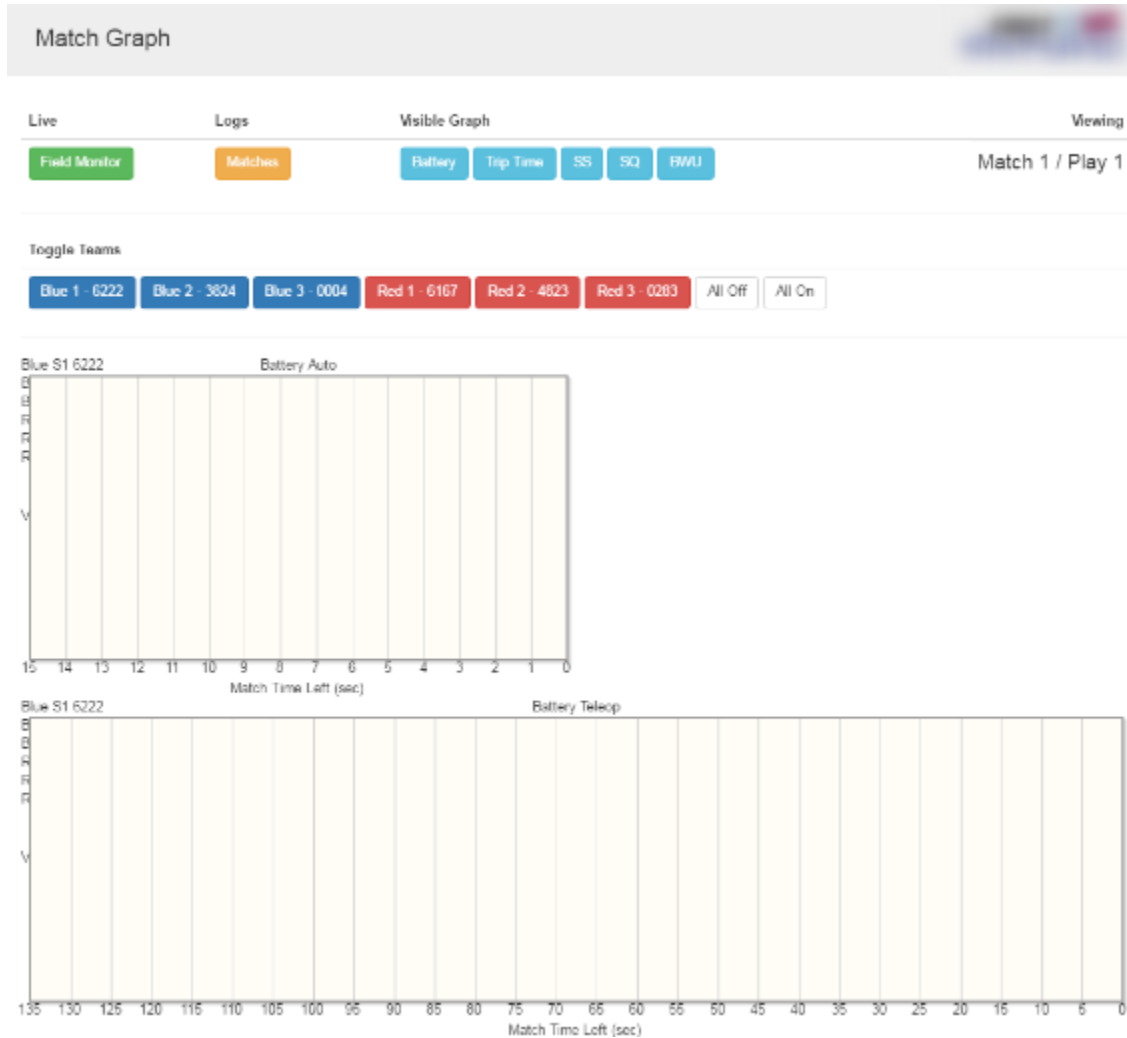 Match Graph
Live Logs Visible Graph Viewing
Field Monitor Matches Battery Trip Time SS SQ BWU Match 1 / Play 1
Toggle Teams
Blue 1 - 6222 Blue 2 - 3824 Blue 3 - 0004 Red 1 - 6167 Red 2 - 4823 Red 3 - 0283 All Off All On
Blue S1 6222 Battery Auto
B
B
R
R
R
V
15 14 13 12 11 10 9 8 7 6 5 4 3 2 1 0
Match Time Left (sec)
Blue S1 6222 Battery Teleop
B
B
R
R
R
V
135 130 125 120 115 110 105 100 95 90 85 80 75 70 65 60 55 50 45 40 35 30 25 20 15 10 5 0
Match Time Left (sec)